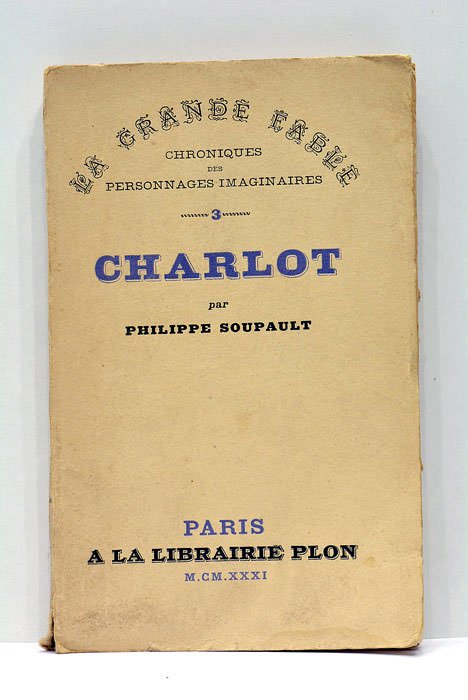 LA GRANDE FABLE
CHRONIQUES
DES
PERSONNAGES IMAGINAIRES
3
CHARLOT
par
PHILIPPE SOUPAULT
PARIS
A LA LIBRAIRIE PLON
M.CM.XXXI